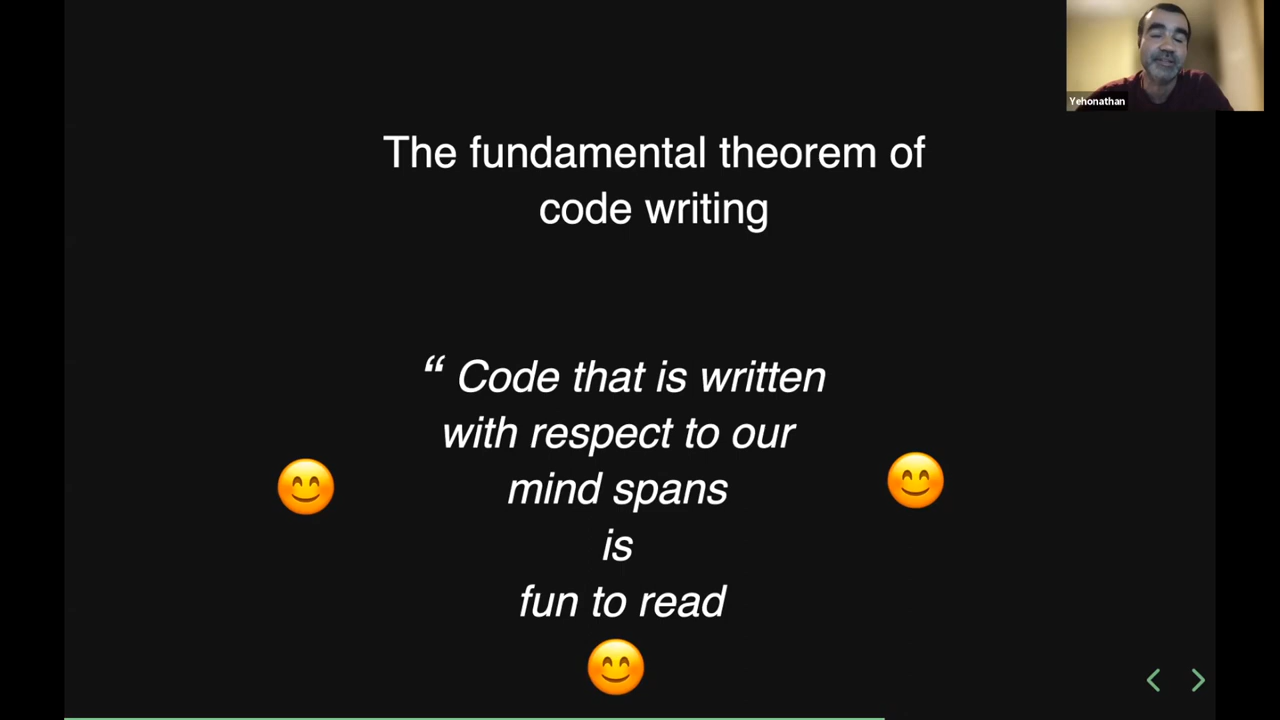 Yehonathan
The fundamental theorem of
code writing
“ Code that is written
with respect to our
mind spans
is
fun to read